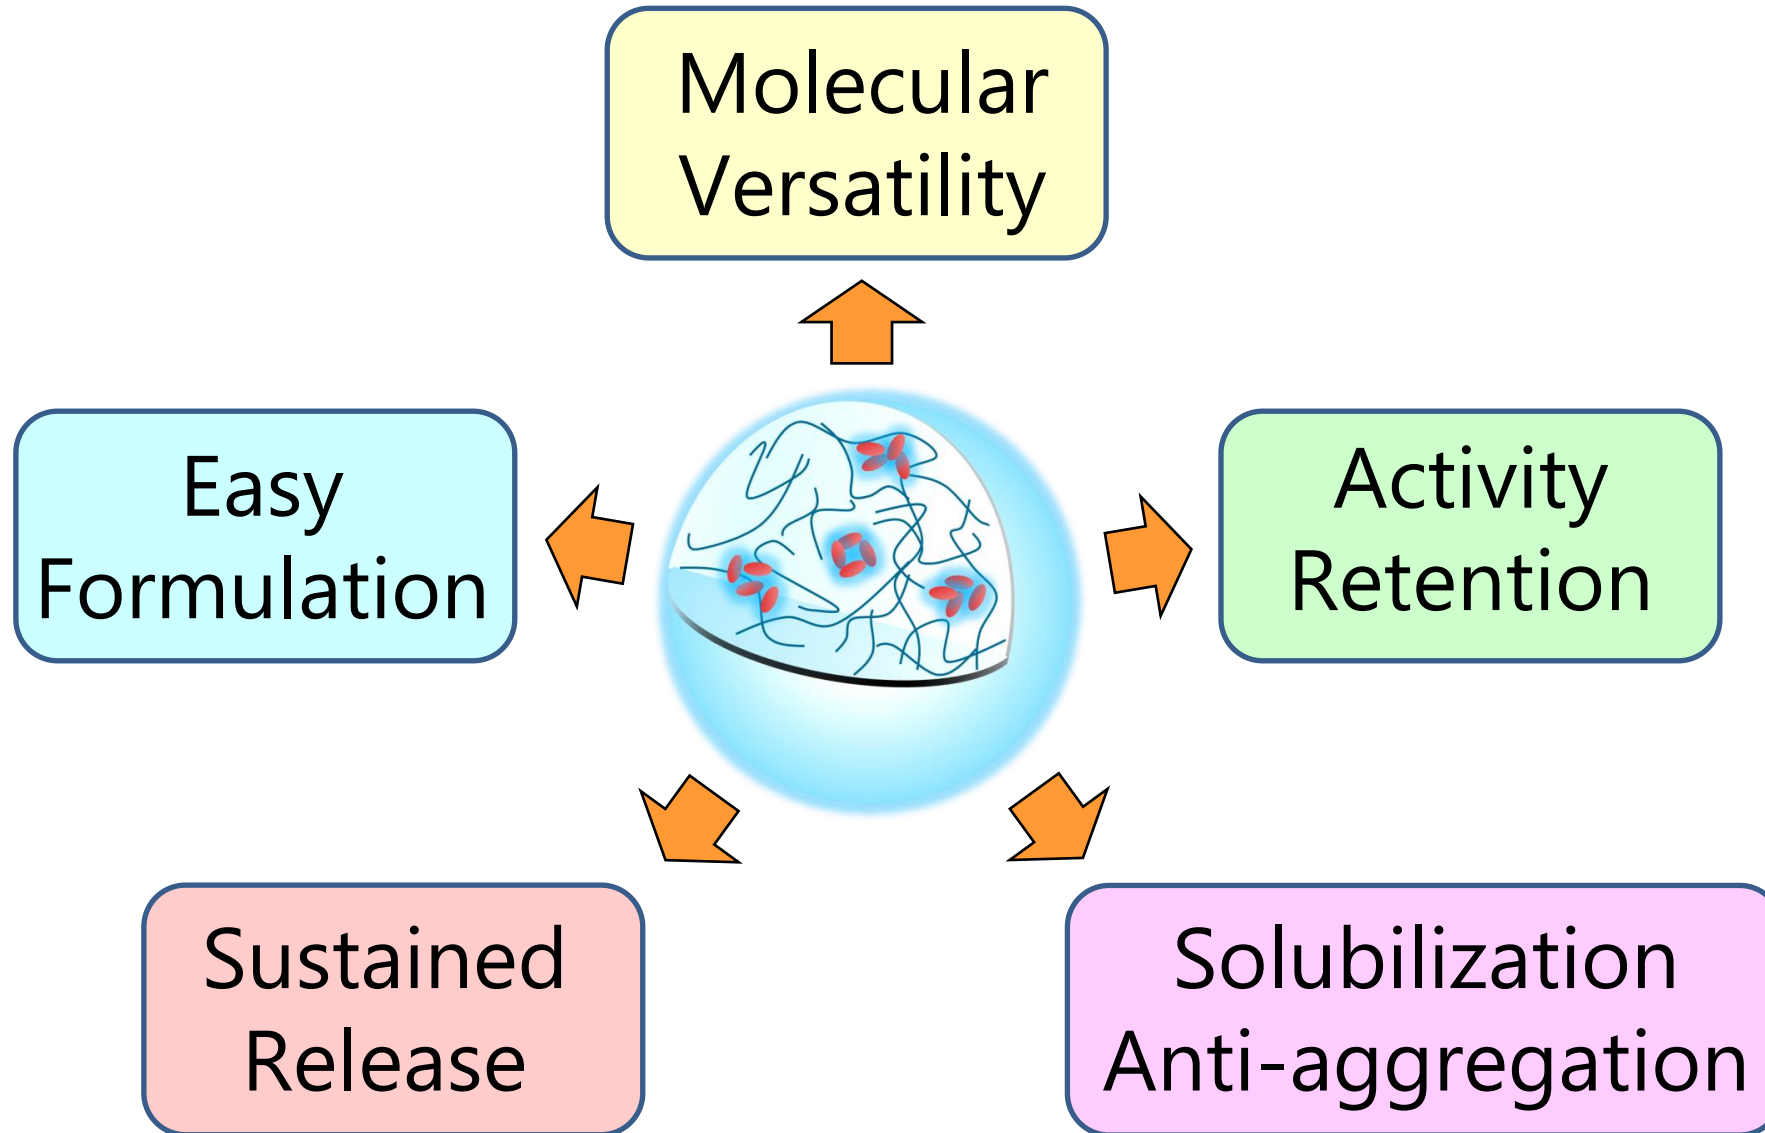 Molecular
Versatility
Easy
Formulation
Activity
Retention
Sustained
Release
Solubilization
Anti-aggregation